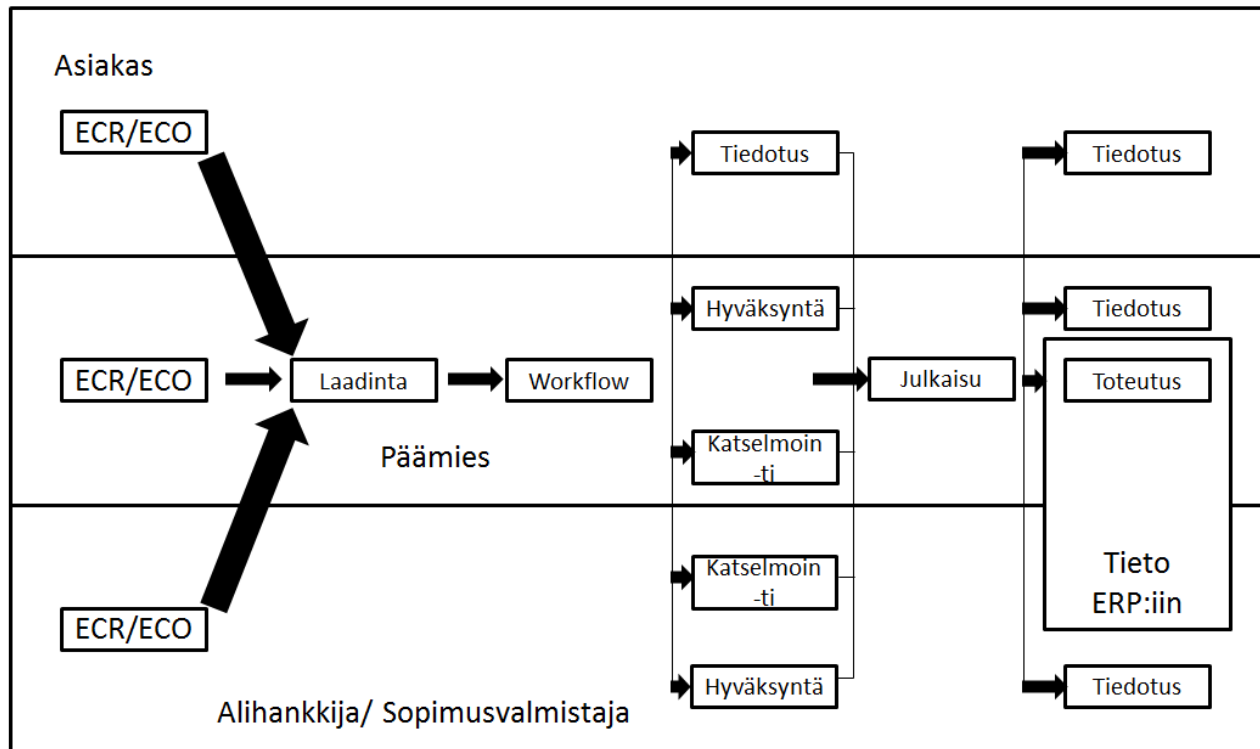 Asiakas
ECR/ECO
Tiedotus
Tiedotus
Hyväksyntä
Tiedotus
ECR/ECO
Laadinta
Workflow
Julkaisu
Toteutus
Päämies
Katselmoin
-ti
Katselmoin
-ti
Tieto
ERP:iin
ECR/ECO
Hyväksyntä
Tiedotus
Alihankkija/ Sopimusvalmistaja